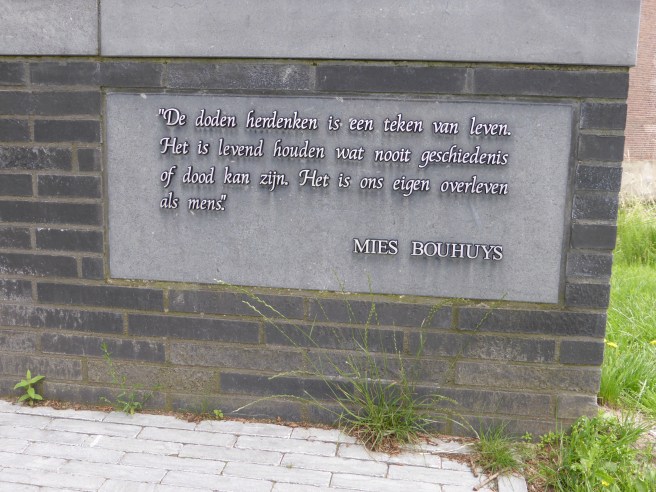 "De doden herdenken is een teken van leven.
Het is levend houden wat nooit geschiedenis
of dood kan zijn. Het is ons eigen overleven
als mens."
MIES BOUHUYS